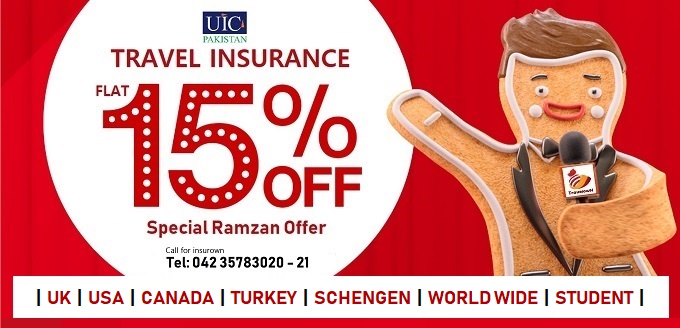 UIC
PAKISTAN
TRAVEL INSURANCE
FLAT
15% OFF
Special Ramzan Offer
Call for insurown
Tel: 042 35783020 - 21
| UK | USA | CANADA | TURKEY | SCHENGEN | WORLD WIDE | STUDENT |